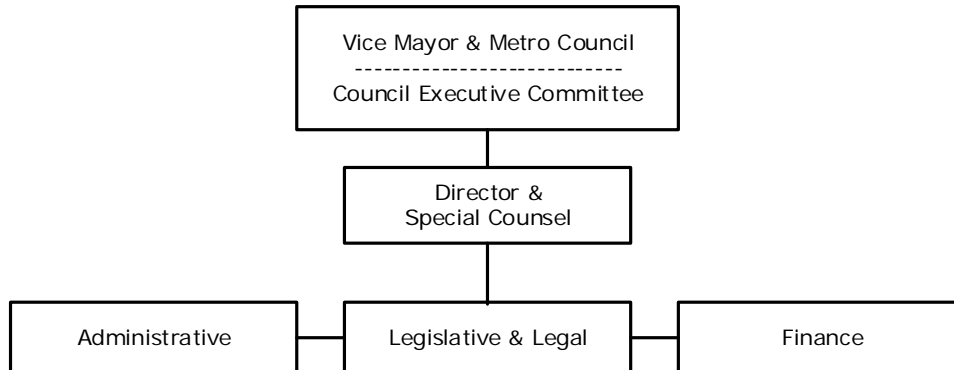 Vice Mayor & Metro Council
----------------------------
Council Executive Committee
Director &
Special Counsel
Administrative
Legislative & Legal
Finance